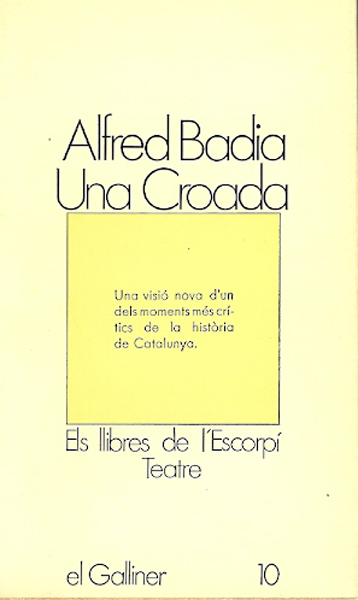 Alfred Badia
Una Croada
Una visió nova d'un
dels moments més crí-
tics de la història
de Catalunya.
Els llibres de l'Escorpí
Teatre
el Galliner 10